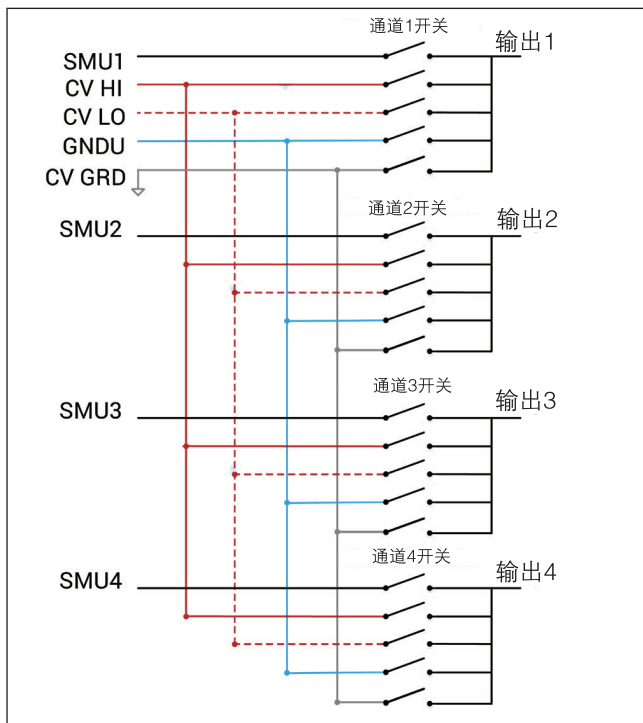 通道1开关
输出1
SMU1
CV HI
CV LO
GNDU
CV GRD
通道2开关
输出2
SMU2
通道3开关
输出3
SMU3
通道4开关
输出4
SMU4